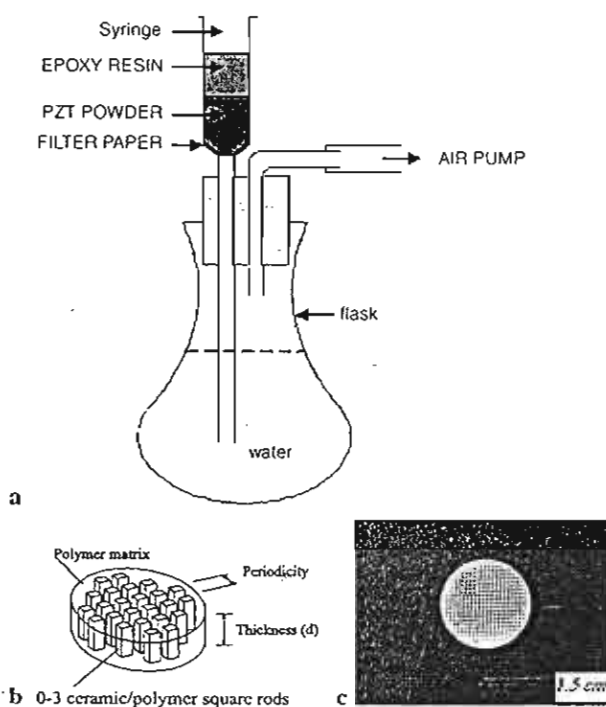 Syringe
EPOXY RESIN
PZT POWDER
FILTER PAPER
AIR PUMP
flask
water
a
Polymer matrix
Periodicity
Thickness (d)
b 0-3 ceramic/polymer square rods
c
1.5 cm